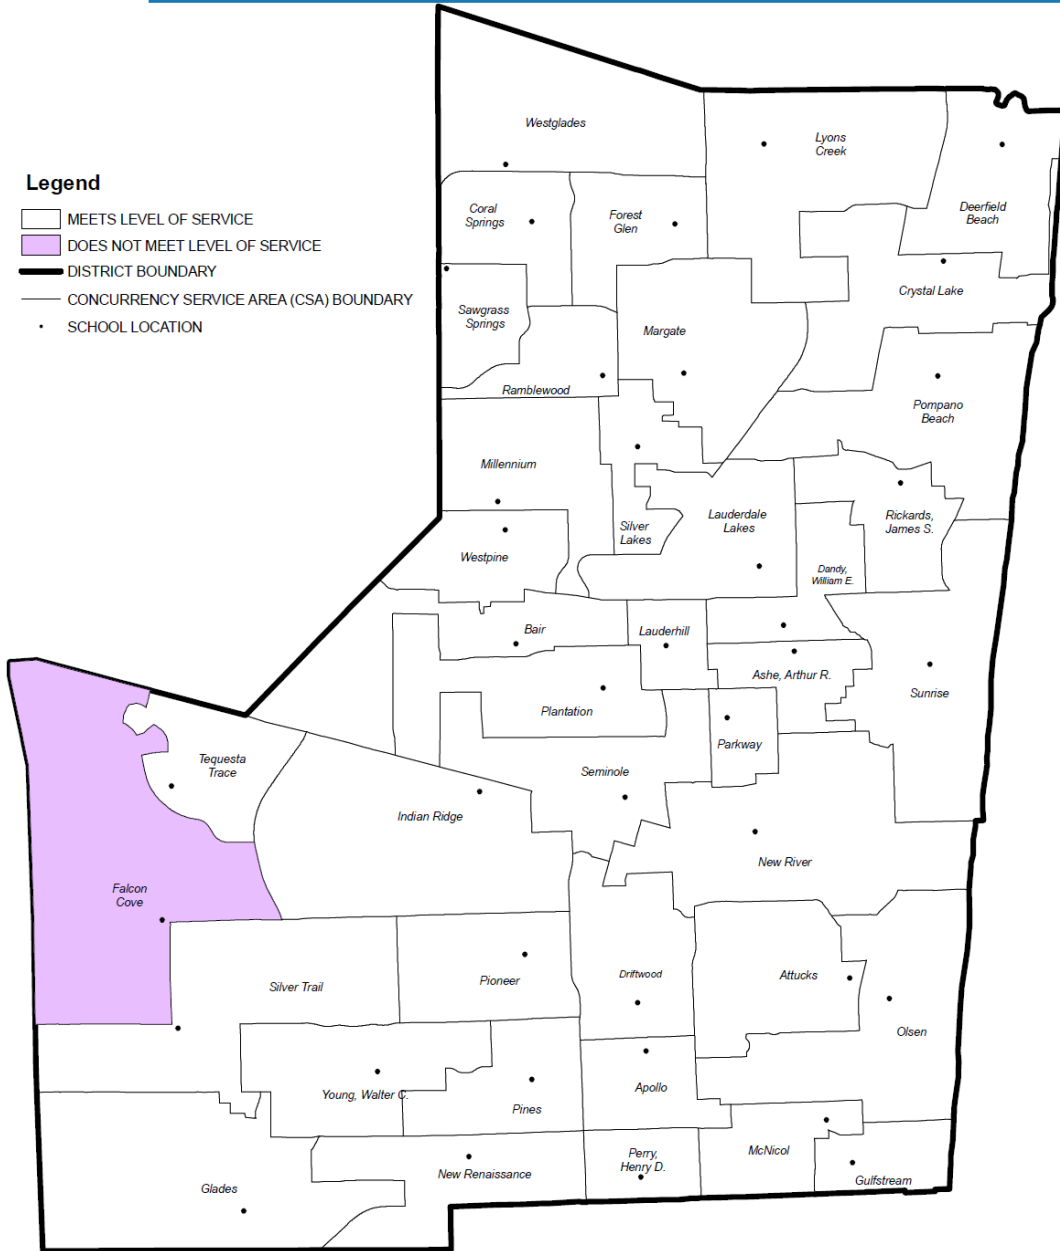 Legend
MEETS LEVEL OF SERVICE
DOES NOT MEET LEVEL OF SERVICE
DISTRICT BOUNDARY
CONCURRENCY SERVICE AREA (CSA) BOUNDARY
SCHOOL LOCATION
Westglades
Lyons
Creek
Deerfield
Beach
Coral
Springs
Forest
Glen
Crystal Lake
Sawgrass
Springs
Margate
Ramblewood
Pompano
Beach
Millennium
Silver
Lakes
Lauderdale
Lakes
Rickards,
James S.
Westpine
Dandy,
William E.
Bair
Lauderhill
Ashe, Arthur R.
Sunrise
Plantation
Parkway
Tequesta
Trace
Seminole
Indian Ridge
New River
Falcon
Cove
Silver Trail
Pioneer
Driftwood
Attucks
Olsen
Young, Walter C.
Pines
Apollo
Perry,
Henry D.
McNicol
New Renaissance
Gulfstream
Glades